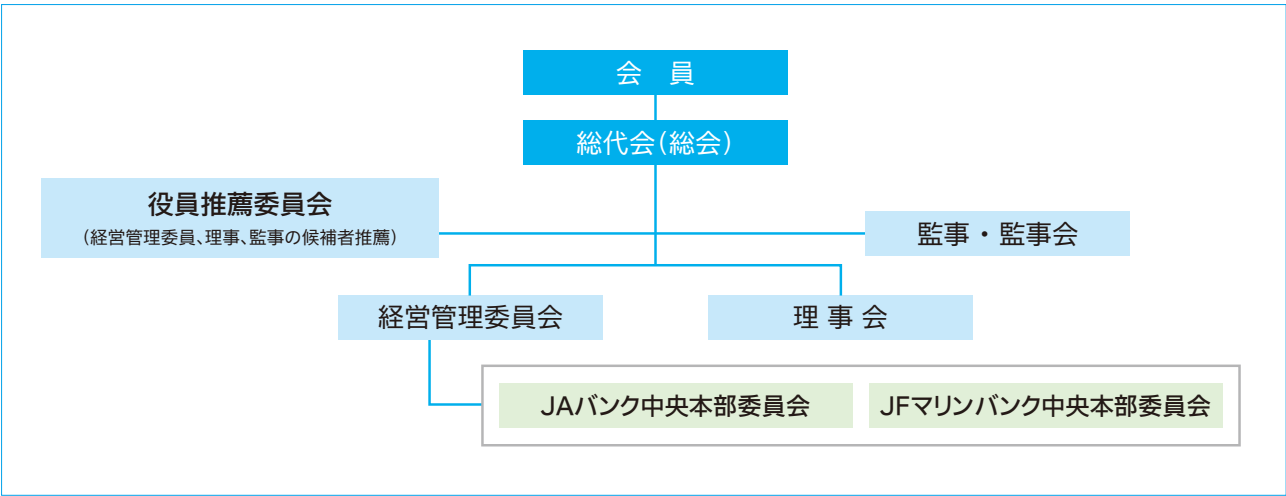 会　員
総代会(総会)
役員推薦委員会
(経営管理委員、理事、監事の候補者推薦)
監事・監事会
経営管理委員会
理 事 会
JAバンク中央本部委員会
JFマリンバンク中央本部委員会